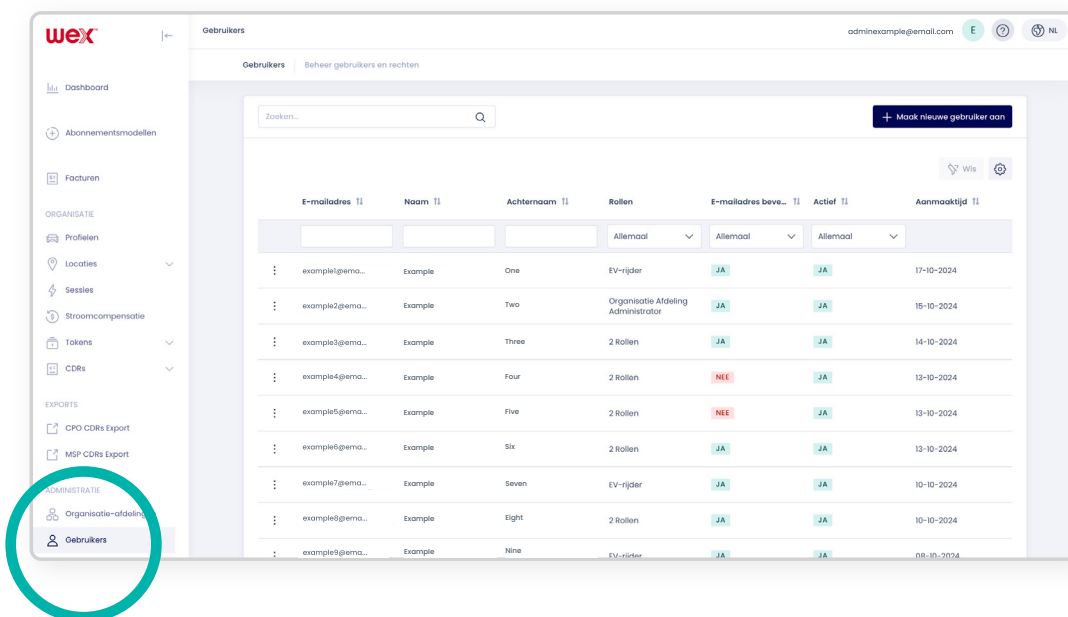 wex
Gebruikers
adminexample@email.com E ? NL
Gebruikers Beheer gebruikers en rechten
Dashboard
Abonnementsmodellen
Facturen
ORGANISATIE
Profielen
Locaties
Sessies
Stroomcompensatie
Tokens
CDRs
EXPORTS
CPO CDRs Export
MSP CDRs Export
ADMINISTRATIE
Organisatie-afdeling
Gebruikers
Zoeken...
+ Maak nieuwe gebruiker aan
Wis
E-mailadres Naam Achternaam Rollen E-mailadres beve... Actief Aanmaaktijd
Allemaal Allemaal Allemaal
example1@ema... Example One EV-rijder JA JA 17-10-2024
example2@ema... Example Two Organisatie Afdeling Administrator JA JA 15-10-2024
example3@ema... Example Three 2 Rollen JA JA 14-10-2024
example4@ema... Example Four 2 Rollen NEE JA 13-10-2024
example5@ema... Example Five 2 Rollen NEE JA 13-10-2024
example6@ema... Example Six 2 Rollen JA JA 13-10-2024
example7@ema... Example Seven EV-rijder JA JA 10-10-2024
example8@ema... Example Eight 2 Rollen JA JA 10-10-2024
example9@ema... Example Nine EV-rijder JA JA 08-10-2024